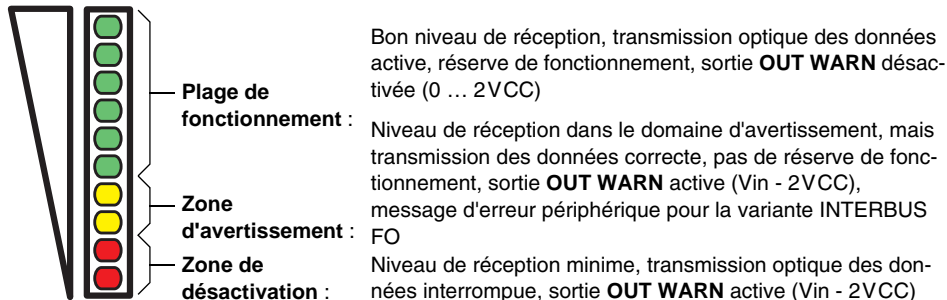 Plage de
fonctionnement :
Bon niveau de réception, transmission optique des données
active, réserve de fonctionnement, sortie OUT WARN désac-
tivée (0 … 2VCC)
Zone
d'avertissement :
Niveau de réception dans le domaine d'avertissement, mais
transmission des données correcte, pas de réserve de fonc-
tionnement, sortie OUT WARN active (Vin - 2VCC),
message d'erreur périphérique pour la variante INTERBUS
FO
Zone de
désactivation :
Niveau de réception minime, transmission optique des don-
nées interrompue, sortie OUT WARN active (Vin - 2VCC)